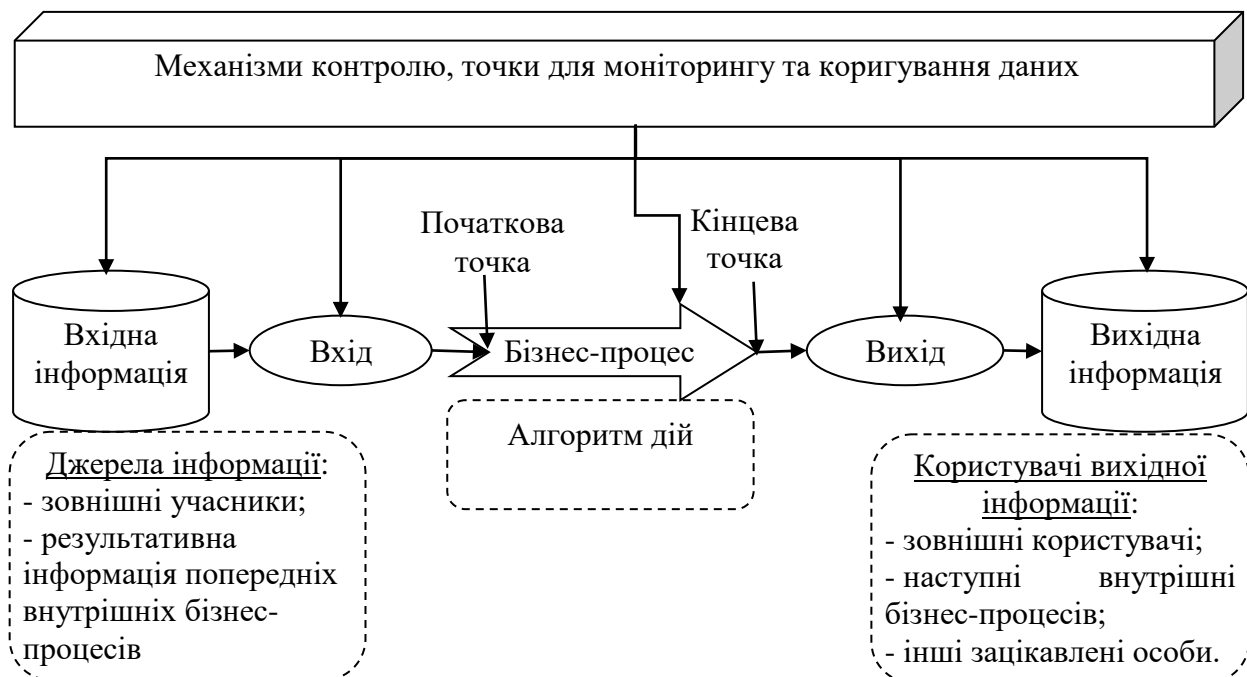 Механізми контролю, точки для моніторингу та коригування даних
Початкова
точка
Кінцева
точка
Вхідна
інформація
Вхід
Бізнес-процес
Вихід
Вихідна
інформація
Алгоритм дій
Джерела інформації:
- зовнішні учасники;
- результативна
інформація попередніх
внутрішніх бізнес-
процесів
Користувачі вихідної
інформації:
- зовнішні користувачі;
- наступні внутрішні
бізнес-процесів;
- інші зацікавлені особи.